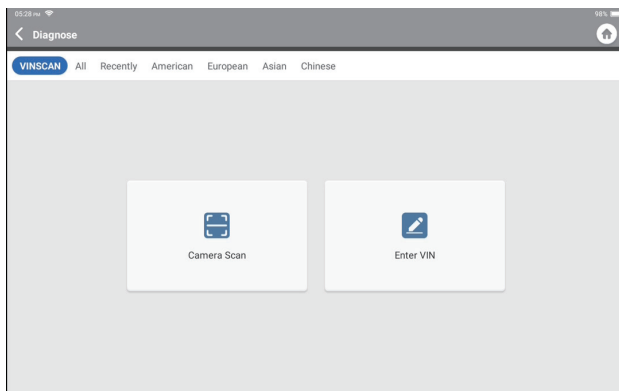 05:28 PM 98%
Diagnose
VINSCAN All Recently American European Asian Chinese
Camera Scan Enter VIN